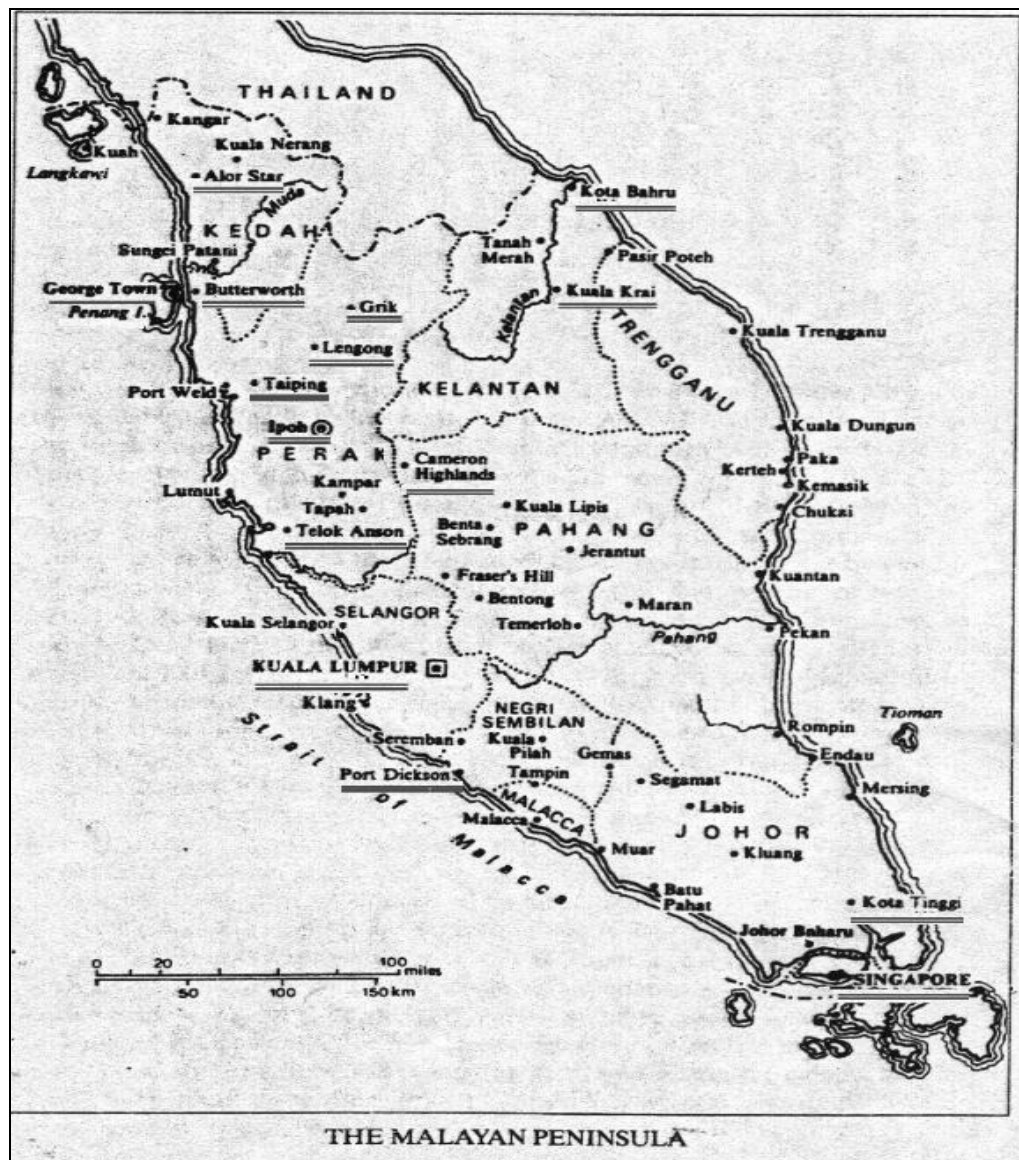 THAILAND
Kangar
Kuah
Langkawi
Kuala Nerang
Alor Star
Muda
KEDAH
Kota Bahru
Sungei Patani
Tanah
Merah
Pasir Poteh
George Town
Butterworth
Penang I.
Grik
Kuala Krai
Kelantan
TRENGGANU
Lengong
Kuala Trengganu
Port Weld
Taiping
KELANTAN
Ipoh
Kuala Dungun
PERAK
Cameron
Highlands
Paka
Kerteh
Kemasik
Kampar
Lumut
Tapah
Kuala Lipis
Chukai
Telok Anson
Benta
Sebrang
PAHANG
Jerantut
Fraser's Hill
Kuantan
SELANGOR
Bentong
Maran
Kuala Selangor
Temerloh
Pahang
Pekan
KUALA LUMPUR
Klang
NEGRI
SEMBILAN
Tioman
Rompin
Seremban
Kuala
Pilah
Gemas
Endau
Port Dickson
Tampin
Segamat
Mersing
MALACCA
Labis
Malacca
JOHOR
Strait of Malacca
Muar
Kluang
Batu
Pahat
Kota Tinggi
Johor Baharu
0 20 100
miles
50 150 km
SINGAPORE
THE MALAYAN PENINSULA